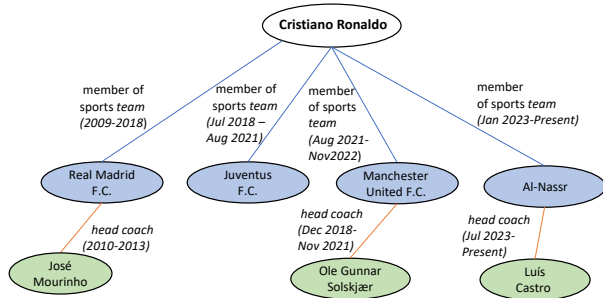 Cristiano Ronaldo
member of
sports team
(2009-2018)
member of
sports team
(Jul 2018 –
Aug 2021)
member
of sports
team
(Aug 2021-
Nov2022)
member
of sports team
(Jan 2023-Present)
Real Madrid
F.C.
Juventus
F.C.
Manchester
United F.C.
Al-Nassr
head coach
(2010-2013)
head coach
(Dec 2018-
Nov 2021)
head coach
(Jul 2023-
Present)
José
Mourinho
Ole Gunnar
Solskjær
Luís
Castro